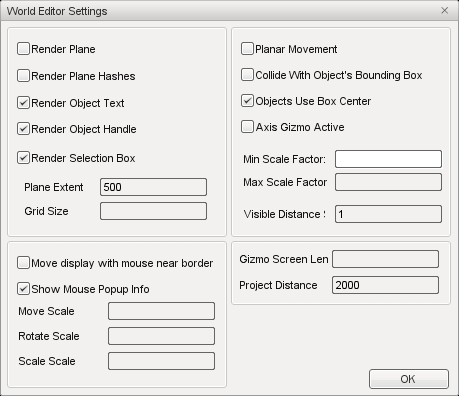 World Editor Settings
Render Plane
Render Plane Hashes
Render Object Text
Render Object Handle
Render Selection Box
Plane Extent 500
Grid Size
Planar Movement
Collide With Object's Bounding Box
Objects Use Box Center
Axis Gizmo Active
Min Scale Factor:
Max Scale Factor
Visible Distance 1
Move display with mouse near border
Show Mouse Popup Info
Move Scale
Rotate Scale
Scale Scale
Gizmo Screen Len
Project Distance 2000
OK